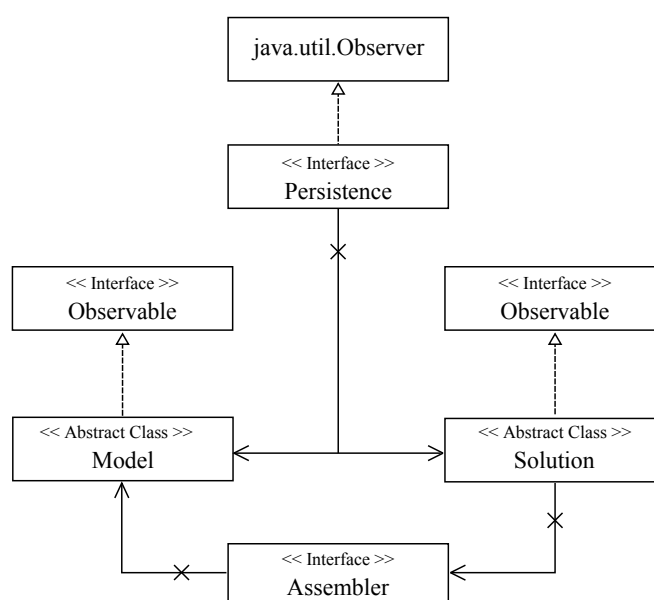 java.util.Observer
<< Interface >>
Persistence
<< Interface >>
Observable
<< Interface >>
Observable
<< Abstract Class >>
Model
<< Abstract Class >>
Solution
<< Interface >>
Assembler